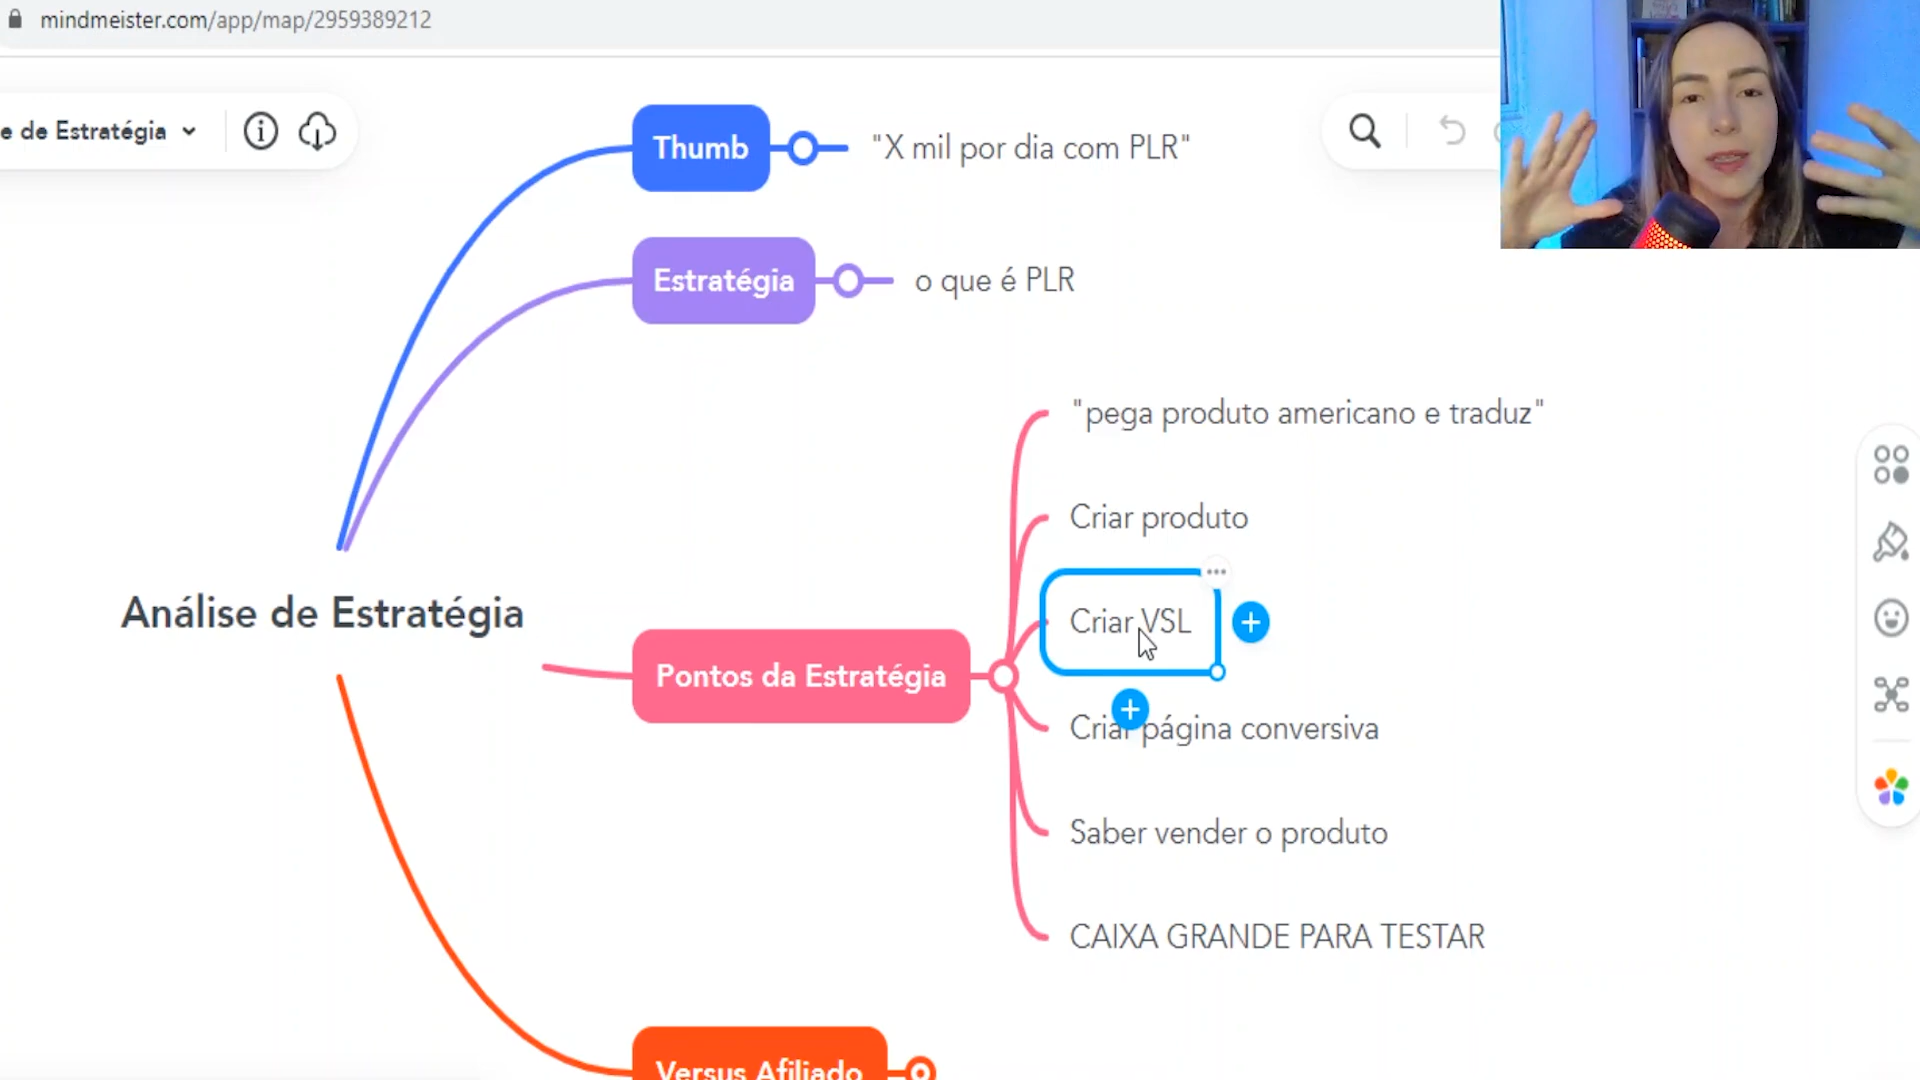 mindmeister.com/app/map/2959389212
e de Estratégia
Thumb
"X mil por dia com PLR"
Estratégia
o que é PLR
"pega produto americano e traduz"
Criar produto
Análise de Estratégia
Criar VSL
Pontos da Estratégia
Criar página conversiva
Saber vender o produto
CAIXA GRANDE PARA TESTAR
Versus Afiliado